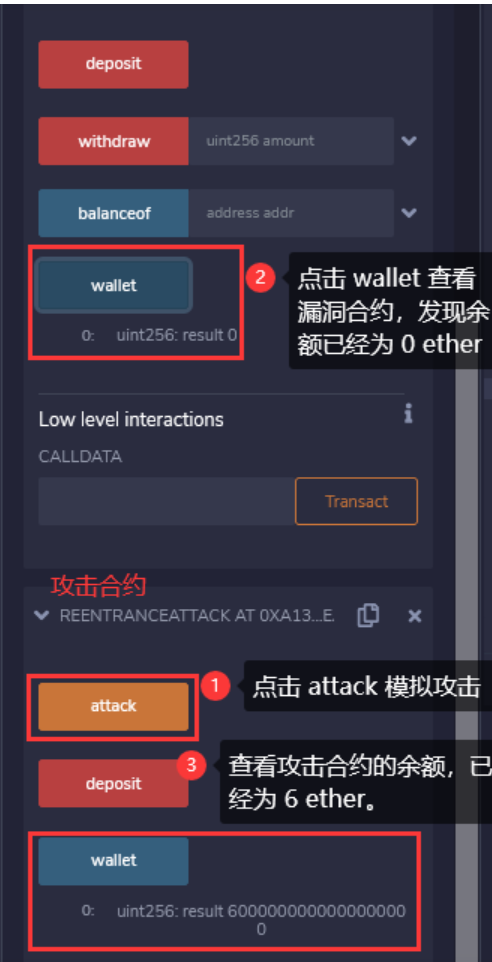 deposit
withdraw uint256 amount
balanceof address addr
wallet
0: uint256: result 0
2 点击 wallet 查看
漏洞合约，发现余
额已经为 0 ether
Low level interactions i
CALLDATA
Transact
攻击合约
REENTRANCEATTACK AT 0XA13...E.
attack
1 点击 attack 模拟攻击
deposit
3 查看攻击合约的余额，已
经为 6 ether。
wallet
0: uint256: result 600000000000000000
0